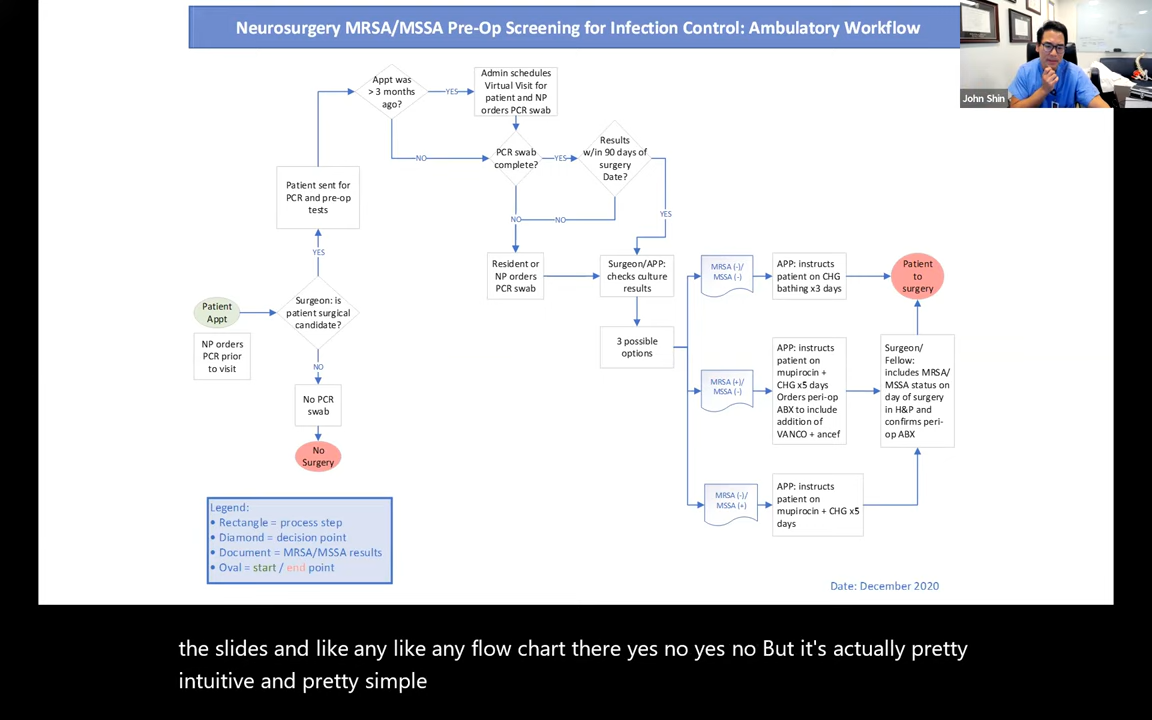 Neurosurgery MRSA/MSSA Pre-Op Screening for Infection Control: Ambulatory Workflow
John Shin
Appt was
> 3 months
ago?
YES
Admin schedules
Virtual Visit for
patient and NP
orders PCR swab
NO
PCR swab
complete?
YES
Results
w/in 90 days of
surgery
Date?
Patient sent for
PCR and pre-op
tests
NO
NO
YES
YES
Resident or
NP orders
PCR swab
Surgeon/APP:
checks culture
results
MRSA (-)/
MSSA (-)
APP: instructs
patient on CHG
bathing x3 days
Patient
to
surgery
Patient
Appt
Surgeon: is
patient surgical
candidate?
NP orders
PCR prior
to visit
3 possible
options
NO
MRSA (+)/
MSSA (-)
APP: instructs
patient on
mupirocin +
CHG x5 days
Orders peri-op
ABX to include
addition of
VANCO + ancef
Surgeon/
Fellow:
includes MRSA/
MSSA status on
day of surgery
in H&P and
confirms peri-
op ABX
No PCR
swab
No
Surgery
MRSA (-)/
MSSA (+)
APP: instructs
patient on
mupirocin + CHG x5
days
Legend:
• Rectangle = process step
• Diamond = decision point
• Document = MRSA/MSSA results
• Oval = start / end point
Date: December 2020
the slides and like any like any flow chart there yes no yes no But it's actually pretty
intuitive and pretty simple